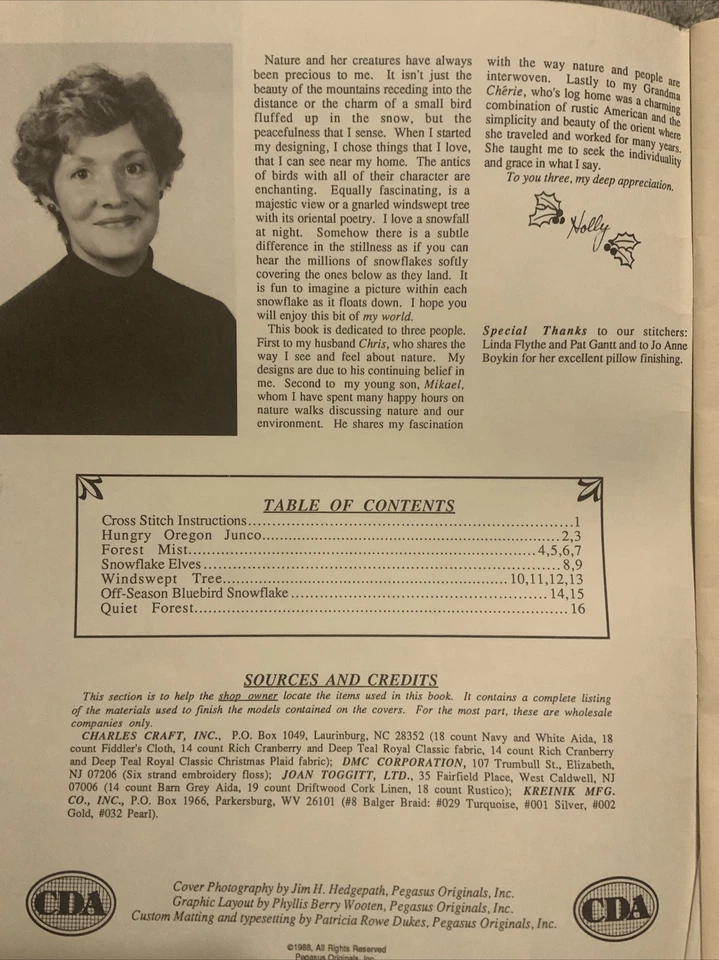 Nature and her creatures have always
been precious to me. It isn't just the
beauty of the mountains receding into the
distance or the charm of a small bird
fluffed up in the snow, but the
peacefulness that I sense. When I started
my designing, I chose things that I love,
that I can see near my home. The antics
of birds with all of their character are
enchanting. Equally fascinating, is a
majestic view or a gnarled windswept tree
with its oriental poetry. I love a snowfall
at night. Somehow there is a subtle
difference in the stillness as if you can
hear the millions of snowflakes softly
covering the ones below as they land. It
is fun to imagine a picture within each
snowflake as it floats down. I hope you
will enjoy this bit of my world.
This book is dedicated to three people.
First to my husband Chris, who shares the
way I see and feel about nature. My
designs are due to his continuing belief in
me. Second to my young son, Mikael,
whom I have spent many happy hours on
nature walks discussing nature and our
environment. He shares my fascination
with the way nature and people are
interwoven. Lastly to my Grandma
Chérie, who's log home was a charming
combination of rustic American and the
simplicity and beauty of the orient where
she traveled and worked for many years.
She taught me to seek the individuality
and grace in what I say.
To you three, my deep appreciation,
Holly
Special Thanks to our stitchers:
Linda Flythe and Pat Gantt and to Jo Anne
Boykin for her excellent pillow finishing.
TABLE OF CONTENTS
Cross Stitch Instructions..........1
Hungry Oregon Junco..........2,3
Forest Mist..........4,5,6,7
Snowflake Elves..........8,9
Windswept Tree..........10,11,12,13
Off-Season Bluebird Snowflake..........14,15
Quiet Forest..........16
SOURCES AND CREDITS
This section is to help the shop owner locate the items used in this book. It contains a complete listing
of the materials used to finish the models contained on the covers. For the most part, these are wholesale
companies only.
CHARLES CRAFT, INC., P.O. Box 1049, Laurinburg, NC 28352 (18 count Navy and White Aida, 18
count Fiddler's Cloth, 14 count Rich Cranberry and Deep Teal Royal Classic fabric, 14 count Rich Cranberry
and Deep Teal Royal Classic Christmas Plaid fabric); DMC CORPORATION, 107 Trumbull St., Elizabeth,
NJ 07206 (Six strand embroidery floss); JOAN TOGGITT, LTD., 35 Fairfield Place, West Caldwell, NJ
07006 (14 count Barn Grey Aida, 19 count Driftwood Cork Linen, 18 count Rustico); KREINIK MFG.
CO., INC., P.O. Box 1966, Parkersburg, WV 26101 (#8 Balger Braid: #029 Turquoise, #001 Silver, #002
Gold, #032 Pearl).
CDA
Cover Photography by Jim H. Hedgepath, Pegasus Originals, Inc.
Graphic Layout by Phyllis Berry Wooten, Pegasus Originals, Inc.
Custom Matting and typesetting by Patricia Rowe Dukes, Pegasus Originals, Inc.
CDA
©1988, All Rights Reserved
Pegasus Originals, Inc.